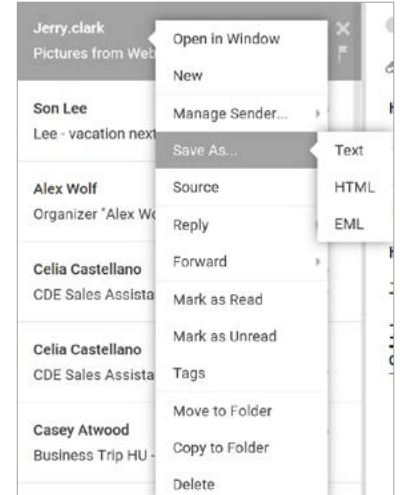 Jerry.clark
Pictures from Web
Son Lee
Lee - vacation next
Alex Wolf
Organizer "Alex Wo
Celia Castellano
CDE Sales Assista
Celia Castellano
CDE Sales Assista
Casey Atwood
Business Trip HU -
Open in Window
New
Manage Sender...
Save As...
Source
Reply
Forward
Mark as Read
Mark as Unread
Tags
Move to Folder
Copy to Folder
Delete
Text
HTML
EML